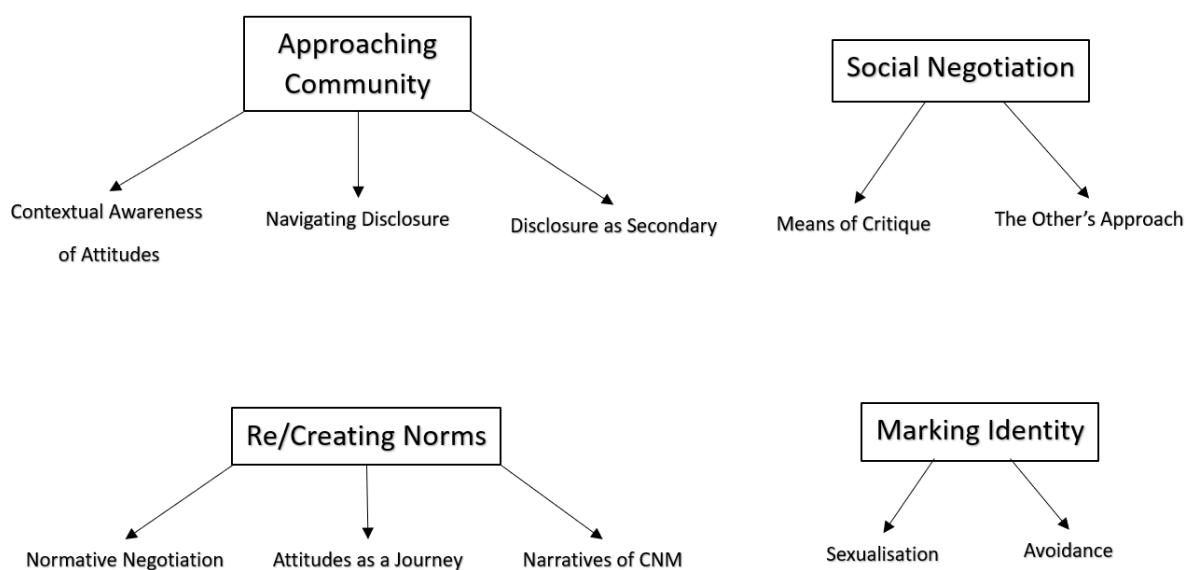 Approaching
Community
Social Negotiation
Contextual Awareness
of Attitudes
Navigating Disclosure
Disclosure as Secondary
Means of Critique
The Other's Approach
Re/Creating Norms
Marking Identity
Normative Negotiation
Attitudes as a Journey
Narratives of CNM
Sexualisation
Avoidance